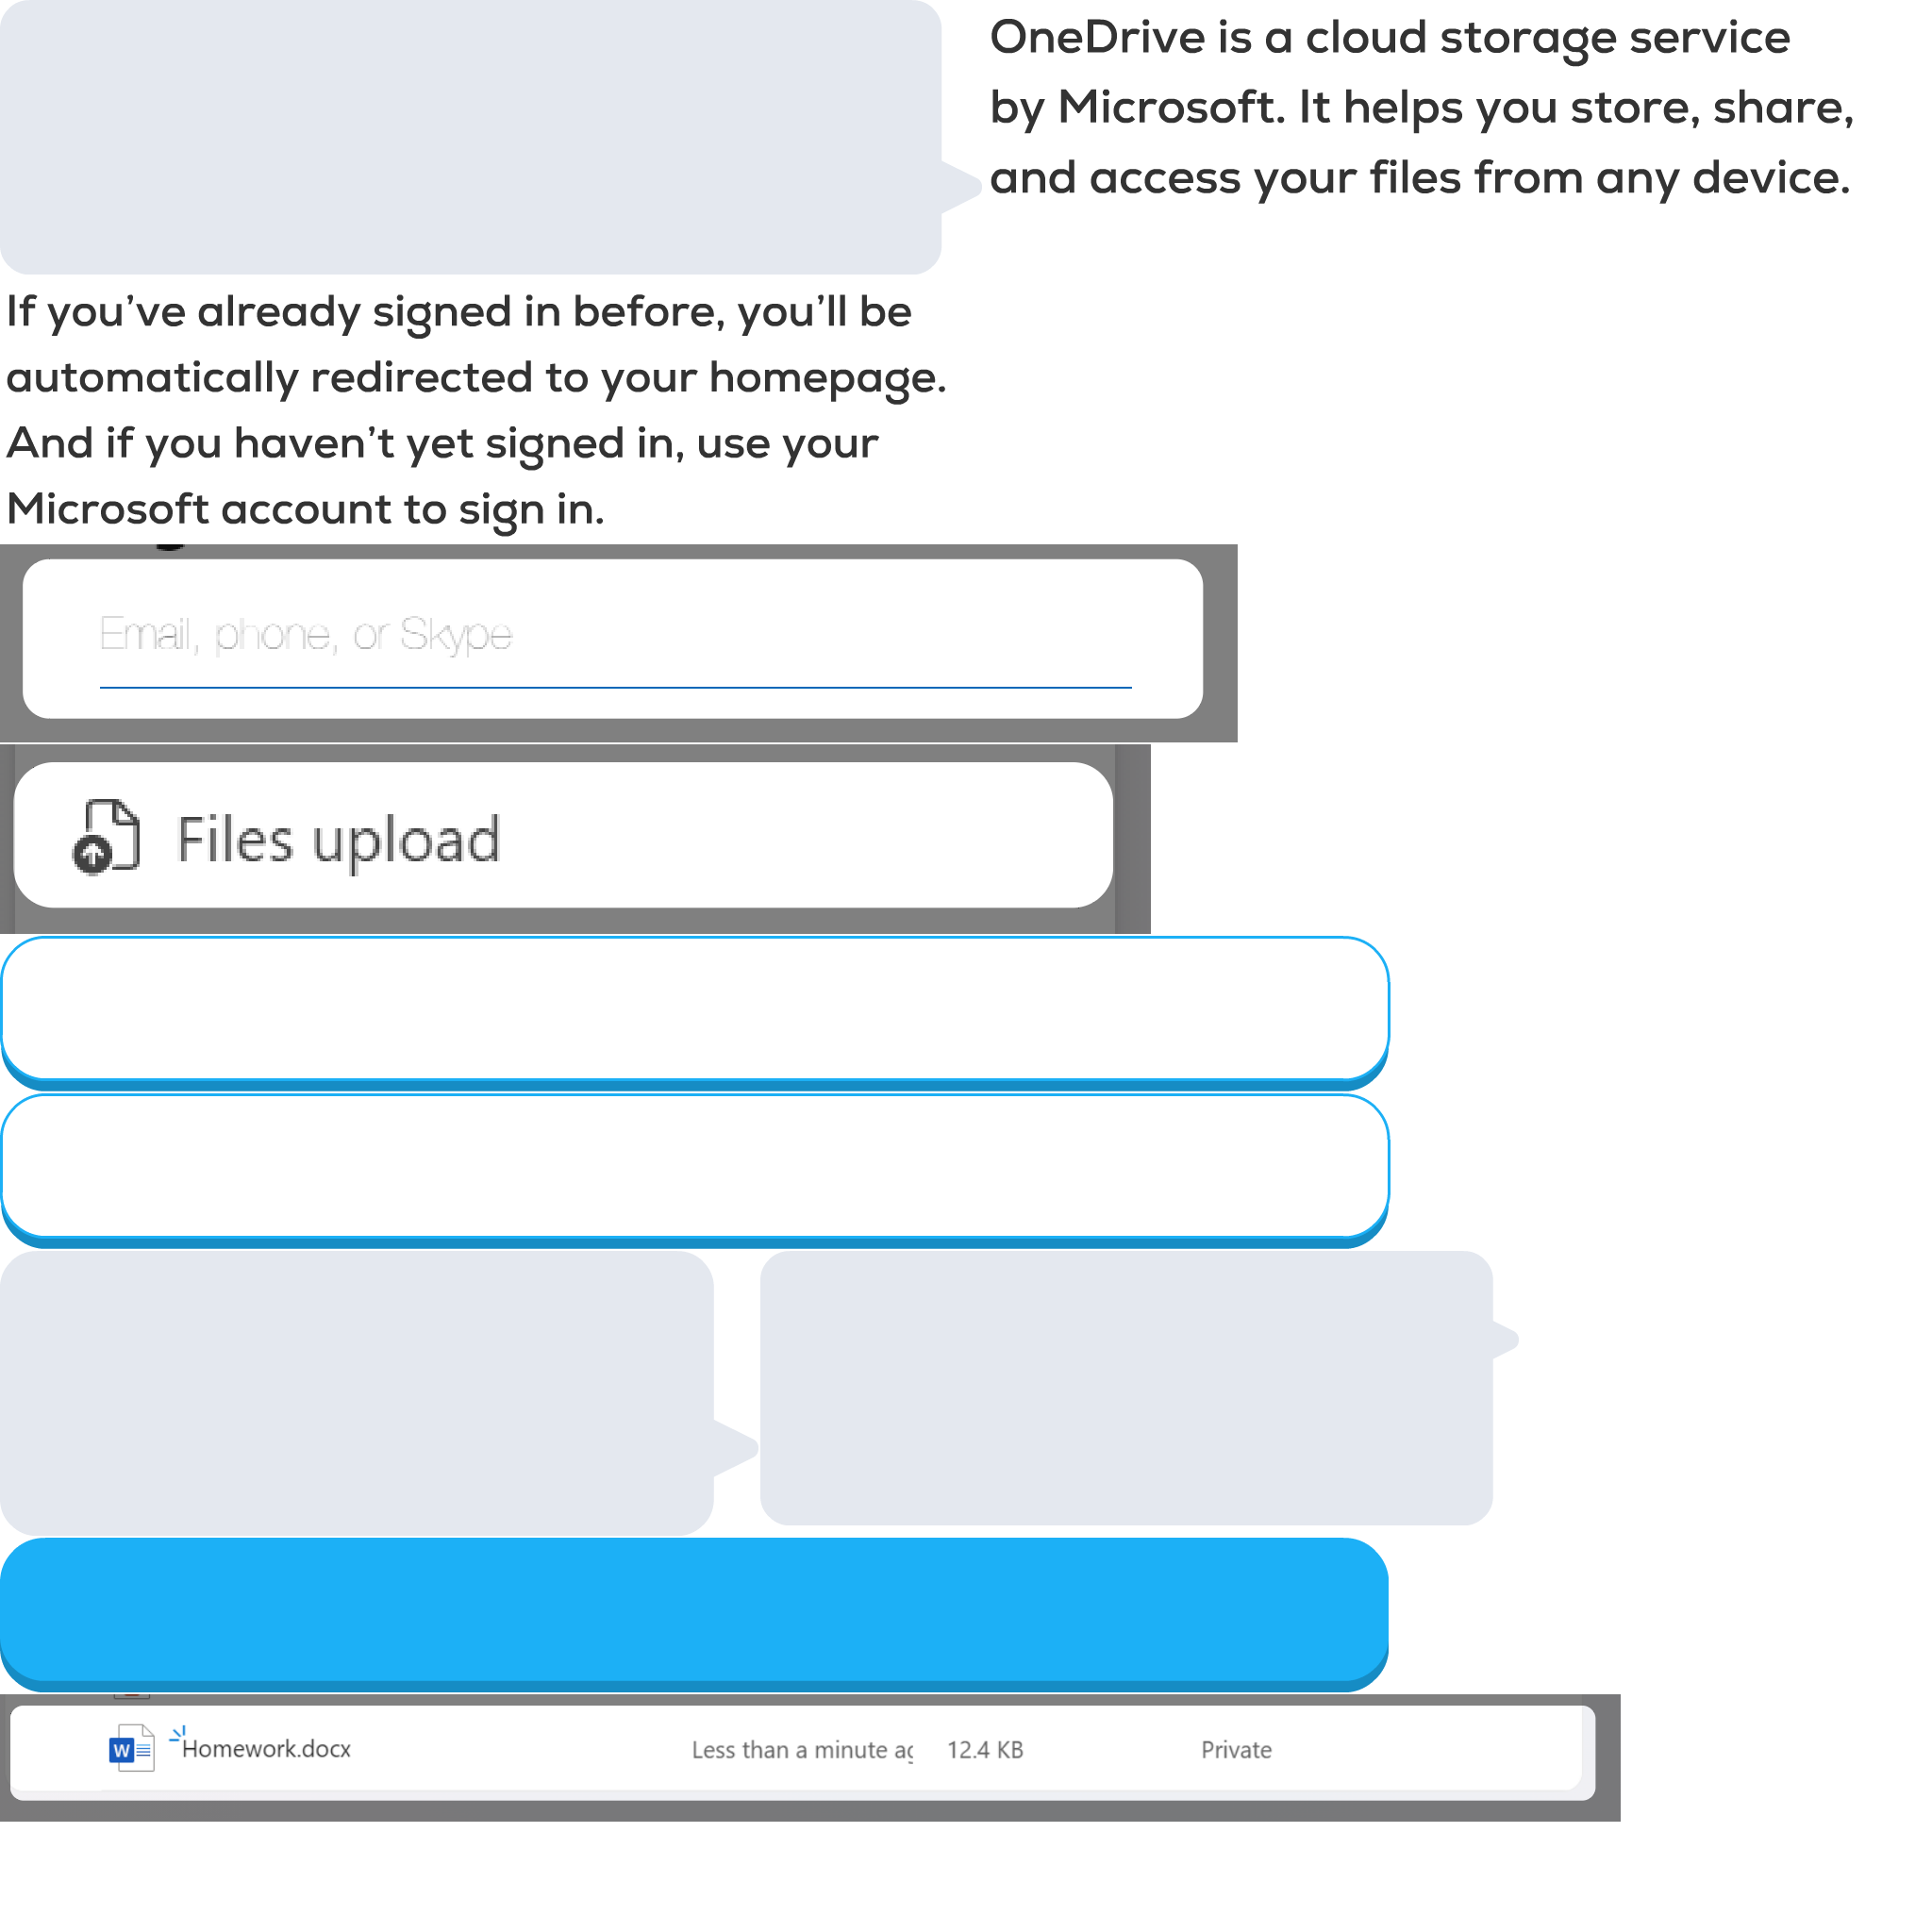 OneDrive is a cloud storage service
by Microsoft. It helps you store, share,
and access your files from any device.
If you’ve already signed in before, you’ll be
automatically redirected to your homepage.
And if you haven’t yet signed in, use your
Microsoft account to sign in.
Email, phone, or Skype
Files upload
W Homework.docx Less than a minute 12.4 KB Private